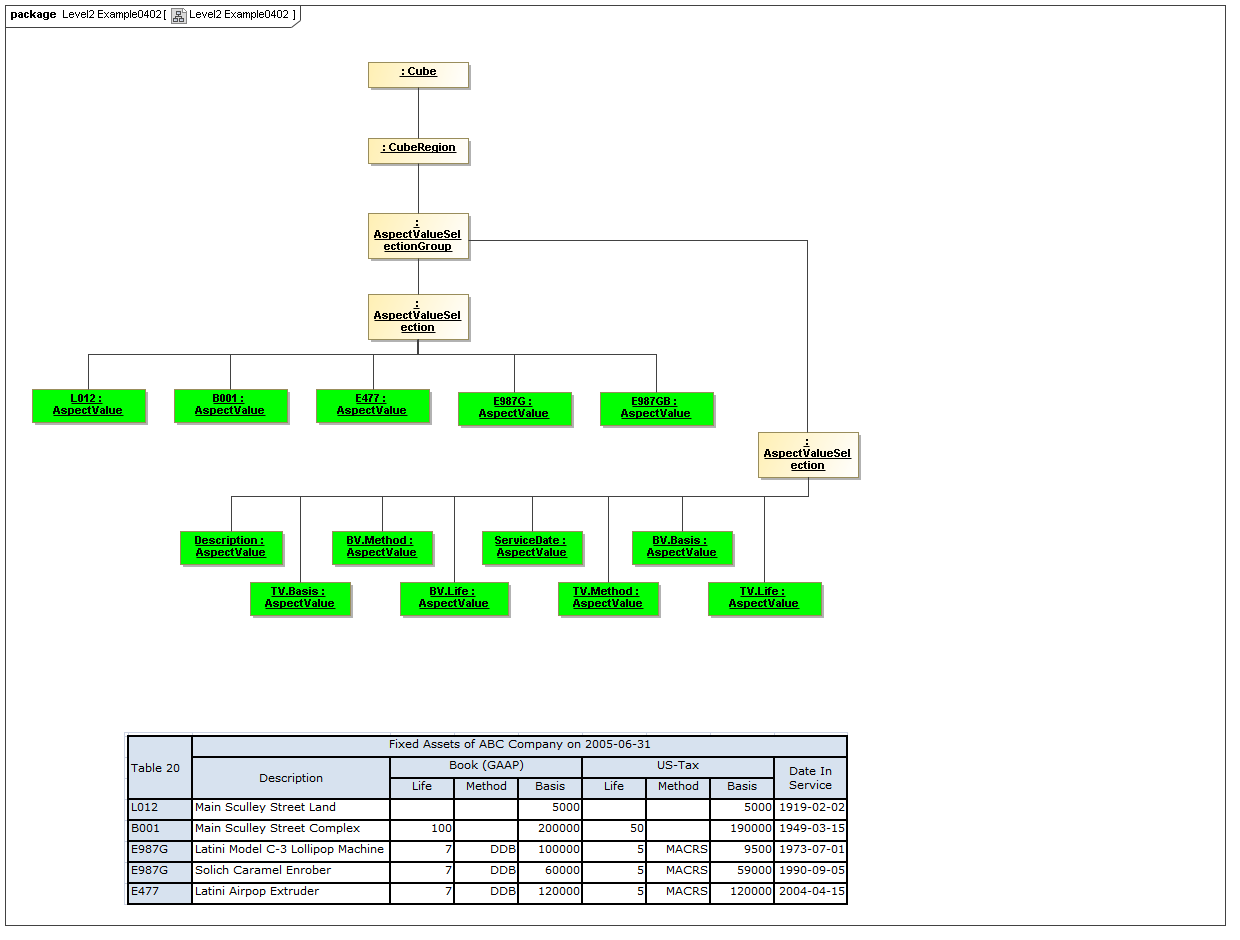 package Level2 Example0402[ Level2 Example0402 ]
: Cube
: CubeRegion
:
AspectValueSel
ectionGroup
:
AspectValueSel
ection
L012 :
AspectValue
B001 :
AspectValue
E477 :
AspectValue
E987G :
AspectValue
E987GB :
AspectValue
:
AspectValueSel
ection
Description :
AspectValue
BV.Method :
AspectValue
ServiceDate :
AspectValue
BV.Basis :
AspectValue
TV.Basis :
AspectValue
BV.Life :
AspectValue
TV.Method :
AspectValue
TV.Life :
AspectValue
Table 20
Fixed Assets of ABC Company on 2005-06-31
Description
Book (GAAP)
US-Tax
Date In
Service
Life Method Basis Life Method Basis
L012 Main Sculley Street Land 5000 5000 1919-02-02
B001 Main Sculley Street Complex 100 200000 50 190000 1949-03-15
E987G Latini Model C-3 Lollipop Machine 7 DDB 100000 5 MACRS 9500 1973-07-01
E987G Solich Caramel Enrober 7 DDB 60000 5 MACRS 59000 1990-09-05
E477 Latini Airpop Extruder 7 DDB 120000 5 MACRS 120000 2004-04-15